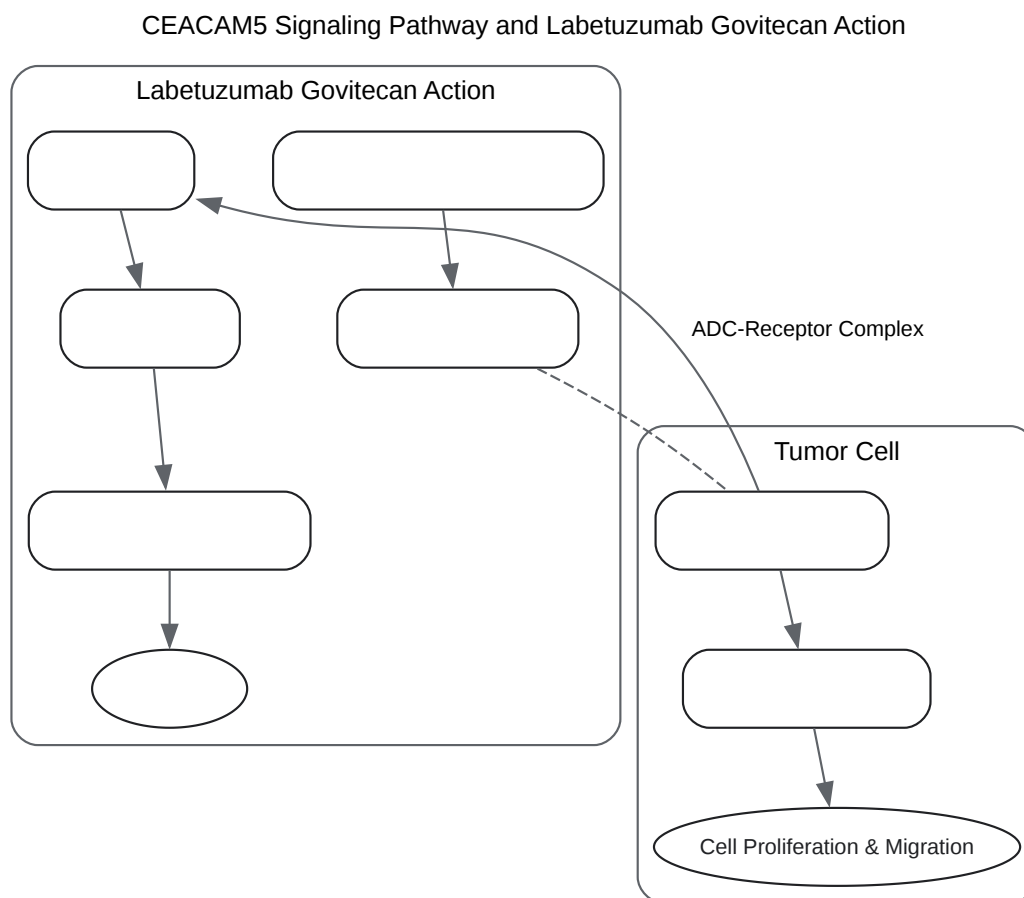 CEACAM5 Signaling Pathway and Labetuzumab Govitecan Action
Labetuzumab Govitecan Action
ADC-Receptor Complex
Tumor Cell
Cell Proliferation & Migration